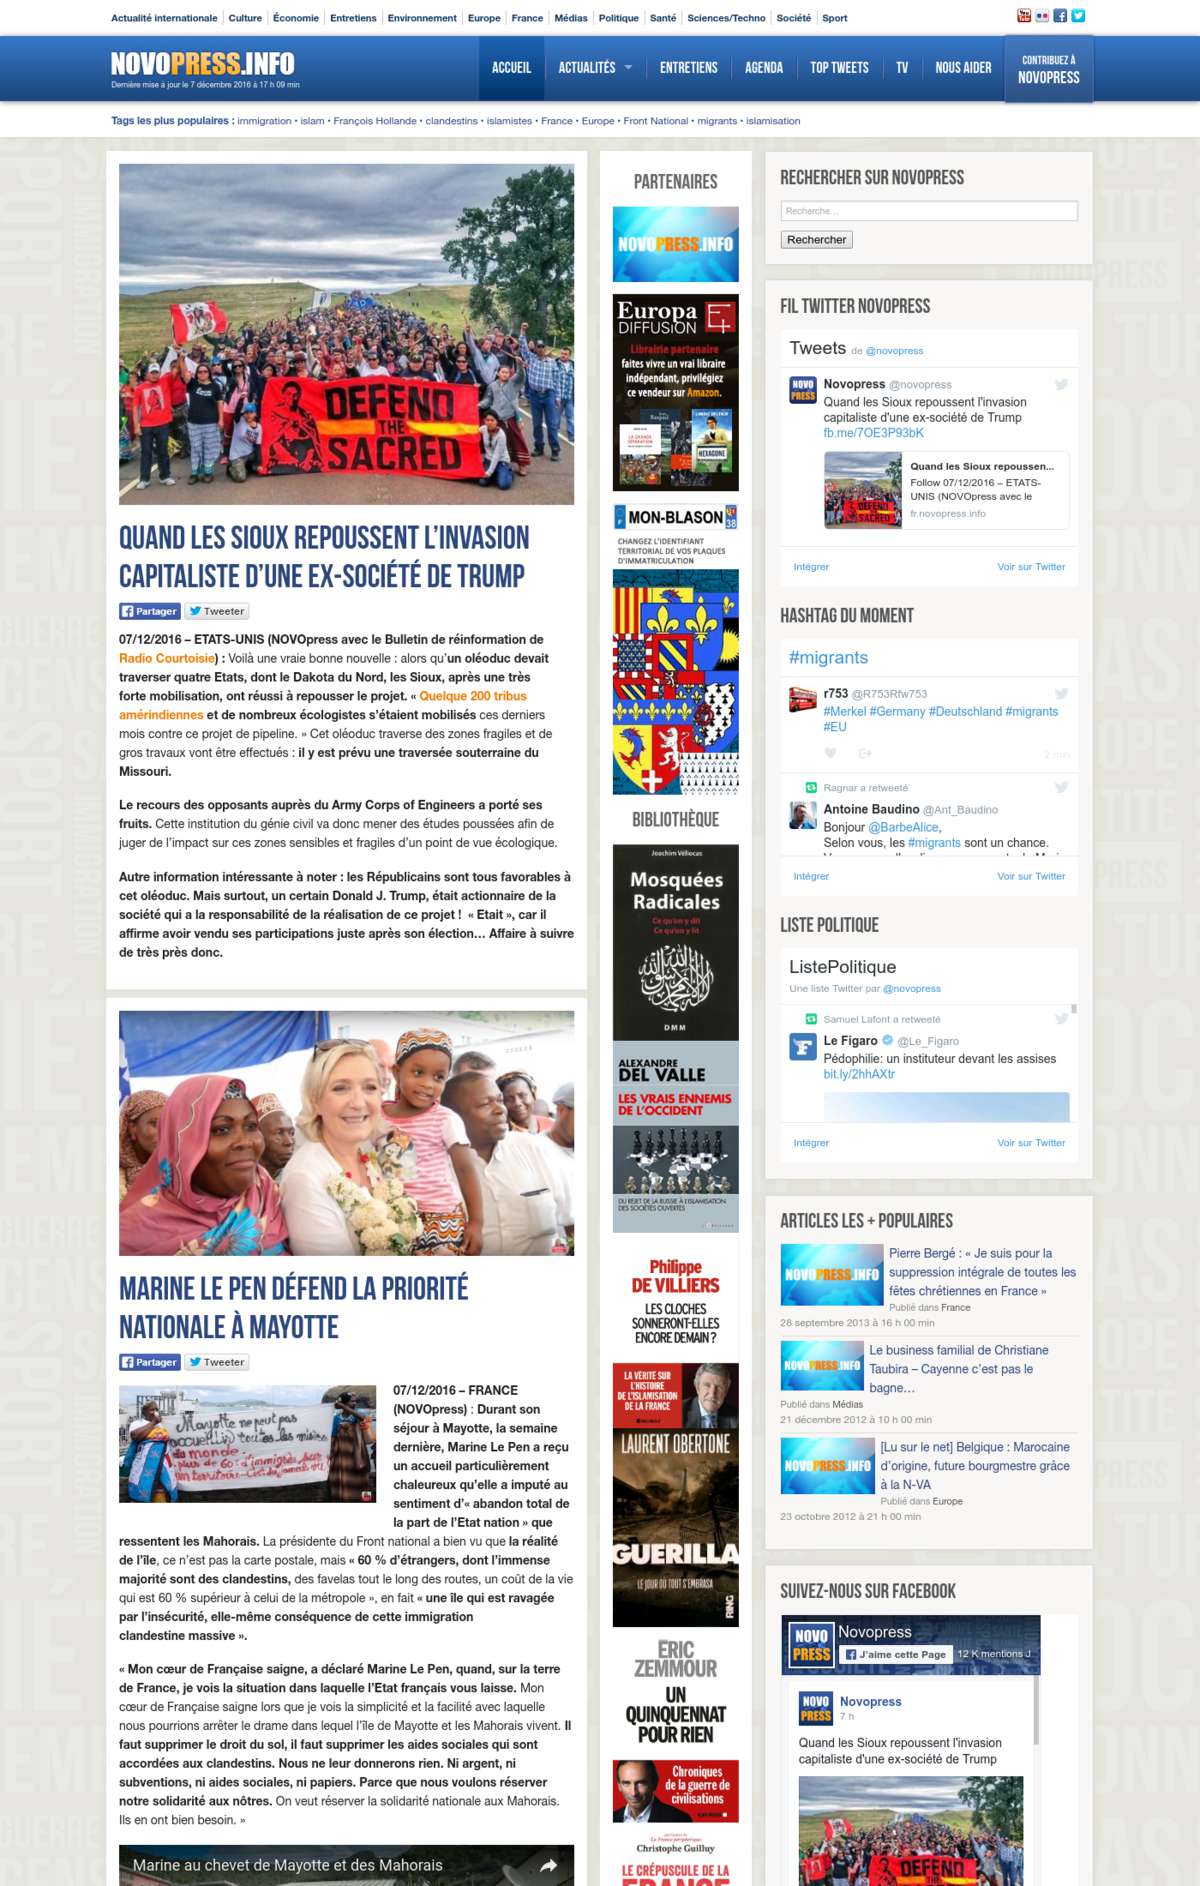 Actualité internationale Culture Économie Entretiens Environnement Europe France Médias Politique Santé Sciences/Techno Société Sport
NOVOPRESS.INFO
Dernière mise à jour le 7 décembre 2016 à 17 h 09 min
ACCUEIL ACTUALITÉS ENTRETIENS AGENDA TOP TWEETS TV NOUS AIDER
CONTRIBUEZ À
NOVOPRESS
Tags les plus populaires : immigration • islam • François Hollande • clandestins • islamistes • France • Europe • Front National • migrants • islamisation
DEFEND
THE
SACRED
QUAND LES SIOUX REPOUSSENT L’INVASION
CAPITALISTE D’UNE EX-SOCIÉTÉ DE TRUMP
Partager Tweeter
07/12/2016 – ETATS-UNIS (NOVOpress avec le Bulletin de réinformation de
Radio Courtoisie) : Voilà une vraie bonne nouvelle : alors qu’un oléoduc devait
traverser quatre Etats, dont le Dakota du Nord, les Sioux, après une très
forte mobilisation, ont réussi à repousser le projet. « Quelque 200 tribus
amérindiennes et de nombreux écologistes s’étaient mobilisés ces derniers
mois contre ce projet de pipeline. » Cet oléoduc traverse des zones fragiles et de
gros travaux vont être effectués : il y est prévu une traversée souterraine du
Missouri.
Le recours des opposants auprès du Army Corps of Engineers a porté ses
fruits. Cette institution du génie civil va donc mener des études poussées afin de
juger de l’impact sur ces zones sensibles et fragiles d’un point de vue écologique.
Autre information intéressante à noter : les Républicains sont tous favorables à
cet oléoduc. Mais surtout, un certain Donald J. Trump, était actionnaire de la
société qui a la responsabilité de la réalisation de ce projet ! « Etait », car il
affirme avoir vendu ses participations juste après son élection… Affaire à suivre
de très près donc.
MARINE LE PEN DÉFEND LA PRIORITÉ
NATIONALE À MAYOTTE
Partager Tweeter
Mayotte ne peut pas
accueillir toutes les misères
du monde.
plus de 60% d'immigrés sur
07/12/2016 – FRANCE
(NOVOpress) : Durant son
séjour à Mayotte, la semaine
dernière, Marine Le Pen a reçu
un accueil particulièrement
chaleureux qu’elle a imputé au
sentiment d’« abandon total de
la part de l’Etat nation » que
ressentent les Mahorais. La présidente du Front national a bien vu que la réalité
de l’île, ce n’est pas la carte postale, mais « 60 % d’étrangers, dont l’immense
majorité sont des clandestins, des favelas tout le long des routes, un coût de la vie
qui est 60 % supérieur à celui de la métropole », en fait « une île qui est ravagée
par l’insécurité, elle-même conséquence de cette immigration
clandestine massive ».
« Mon cœur de Française saigne, a déclaré Marine Le Pen, quand, sur la terre
de France, je vois la situation dans laquelle l’Etat français vous laisse. Mon
cœur de Française saigne lorsque je vois la simplicité et la facilité avec laquelle
nous pourrions arrêter le drame dans lequel l’île de Mayotte et les Mahorais vivent. Il
faut supprimer le droit du sol, il faut supprimer les aides sociales qui sont
accordées aux clandestins. Nous ne leur donnerons rien. Ni argent, ni
subventions, ni aides sociales, ni papiers. Parce que nous voulons réserver
notre solidarité aux nôtres. On veut réserver la solidarité nationale aux Mahorais.
Ils en ont bien besoin. »
Marine au chevet de Mayotte et des Mahorais
PARTENAIRES
NOVOPRESS.INFO
Europa
DIFFUSION
Librairie partenaire
faites vivre un vrai libraire
indépendant, privilégiez
ce vendeur sur Amazon.
HEXAGONE
F MON-BLASON 38
CHANGEZ L'IDENTIFIANT
TERRITORIAL DE VOS PLAQUES
D'IMMATRICULATION
BIBLIOTHÈQUE
Joachim Véliocas
Mosquées
Radicales
Ce qu'on y dit
Ce qu'on y lit
DMM
ALEXANDRE
DEL VALLE
LES VRAIS ENNEMIS
DE L'OCCIDENT
DU REJET DE LA RUSSIE À L'ISLAMISATION
DES SOCIÉTÉS OUVERTES
Philippe
DE VILLIERS
LES CLOCHES
SONNERONT-ELLES
ENCORE DEMAIN ?
LA VÉRITÉ SUR
L'HISTOIRE
DE L'ISLAMISATION
DE LA FRANCE
LAURENT OBERTONE
GUERILLA
LE JOUR OÙ TOUT S'EMBRASA
RING
ÉRIC
ZEMMOUR
UN
QUINQUENNAT
POUR RIEN
Chroniques
de la guerre de
civilisations
Christophe Guilluy
LE CRÉPUSCULE DE LA
FRANCE
RECHERCHER SUR NOVOPRESS
Recherche...
Rechercher
FIL TWITTER NOVOPRESS
Tweets de @novopress
Novopress @novopress
Quand les Sioux repoussent l'invasion
capitaliste d'une ex-société de Trump
fb.me/7OE3P93bK
Quand les Sioux repoussen...
Follow 07/12/2016 – ETATS-
UNIS (NOVOpress avec le
fr.novopress.info
Intégrer Voir sur Twitter
HASHTAG DU MOMENT
#migrants
r753 @R753Rfw753
#Merkel #Germany #Deutschland #migrants
#EU
2 min
Ragnar a retweeté
Antoine Baudino @Ant_Baudino
Bonjour @BarbeAlice,
Selon vous, les #migrants sont un chance.
Intégrer Voir sur Twitter
LISTE POLITIQUE
ListePolitique
Une liste Twitter par @novopress
Samuel Lafont a retweeté
Le Figaro @Le_Figaro
Pédophilie: un instituteur devant les assises
bit.ly/2hhAXtr
Intégrer Voir sur Twitter
ARTICLES LES + POPULAIRES
NOVOPRESS.INFO
Pierre Bergé : « Je suis pour la
suppression intégrale de toutes les
fêtes chrétiennes en France »
Publié dans France
28 septembre 2013 à 16 h 00 min
NOVOPRESS.INFO
Le business familial de Christiane
Taubira – Cayenne c’est pas le
bagne…
Publié dans Médias
21 décembre 2012 à 10 h 00 min
NOVOPRESS.INFO
[Lu sur le net] Belgique : Marocaine
d’origine, future bourgmestre grâce
à la N-VA
Publié dans Europe
23 octobre 2012 à 21 h 00 min
SUIVEZ-NOUS SUR FACEBOOK
NOVO
PRESS
Novopress
J'aime cette Page 12 K mentions J
NOVO
PRESS
Novopress
7 h
Quand les Sioux repoussent l'invasion
capitaliste d'une ex-société de Trump
DEFEND